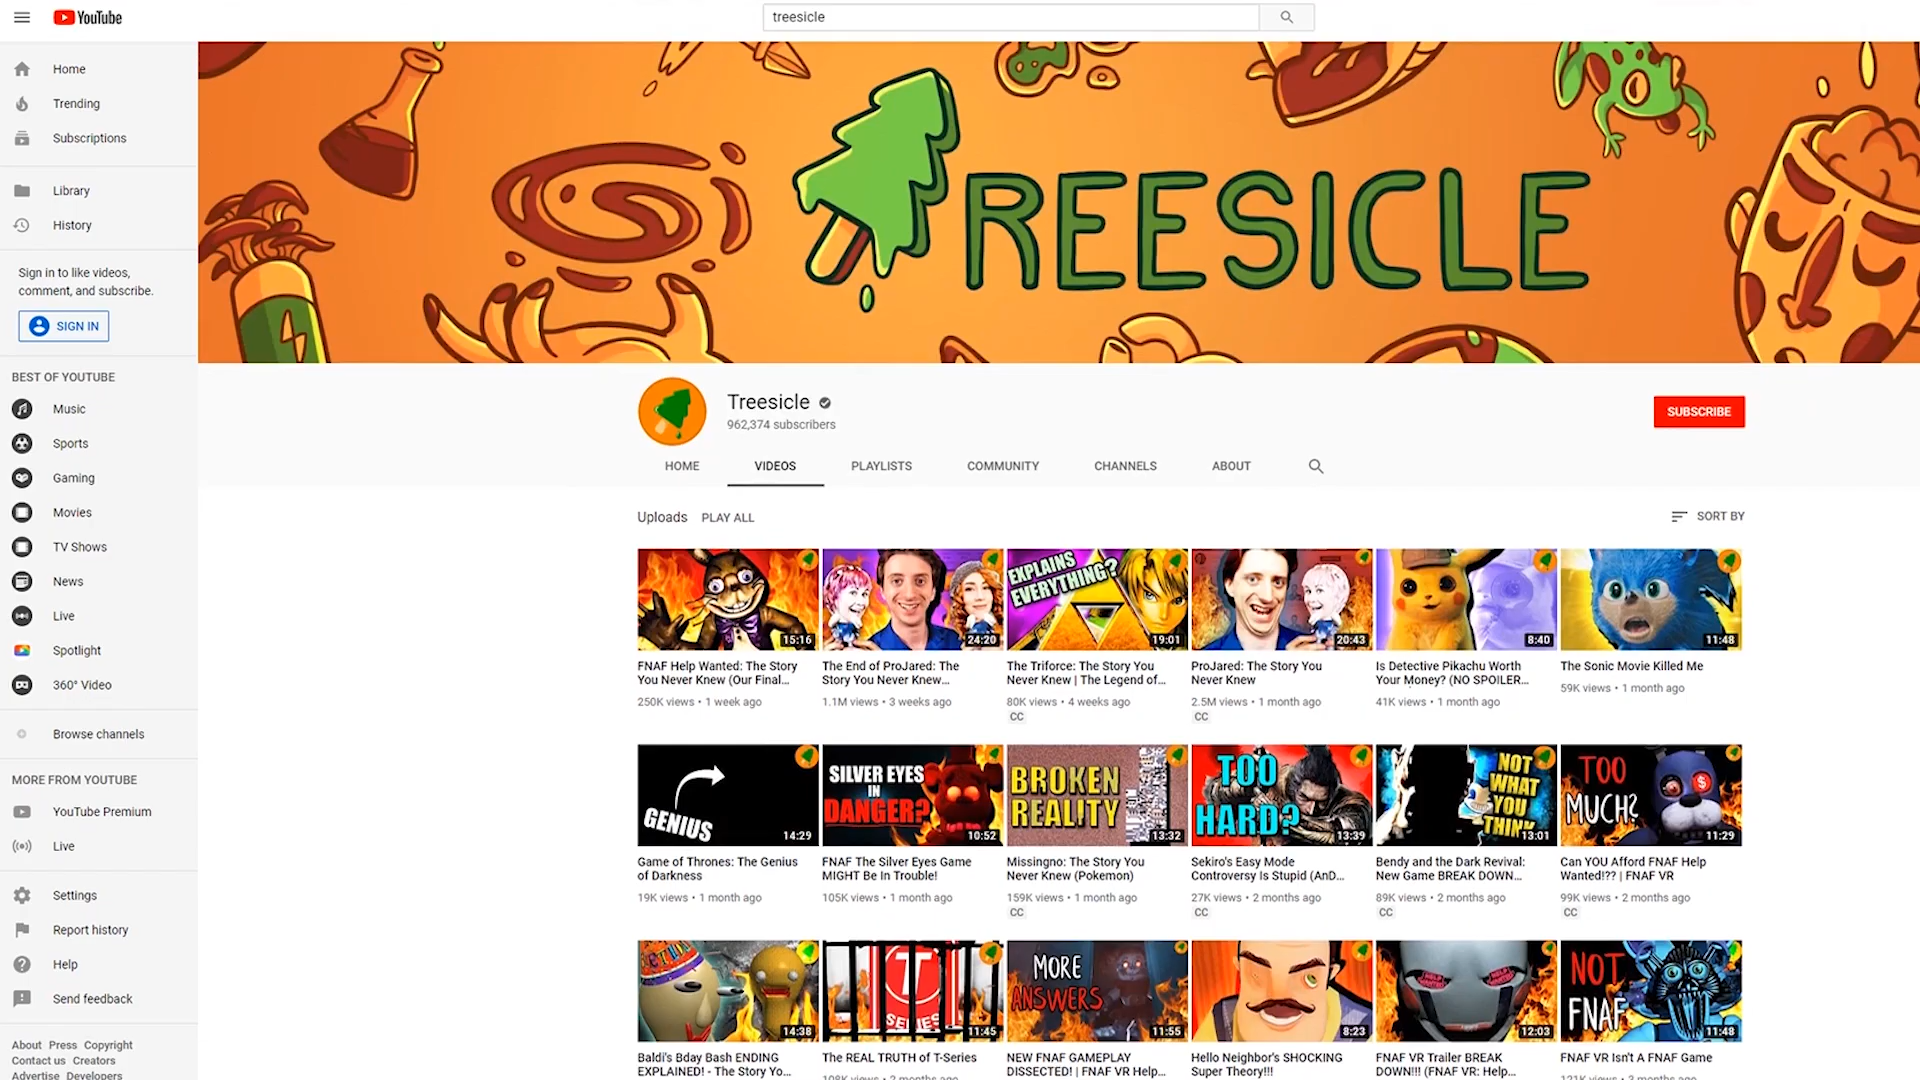 YouTube
treesicle
Home
Trending
Subscriptions
Library
History
Sign in to like videos,
comment, and subscribe.
SIGN IN
BEST OF YOUTUBE
Music
Sports
Gaming
Movies
TV Shows
News
Live
Spotlight
360° Video
Browse channels
MORE FROM YOUTUBE
YouTube Premium
Live
Settings
Report history
Help
Send feedback
About Press Copyright
Contact us Creators
Advertise Developers
REESICLE
Treesicle
962,374 subscribers
SUBSCRIBE
HOME VIDEOS PLAYLISTS COMMUNITY CHANNELS ABOUT
Uploads PLAY ALL
SORT BY
15:16
FNAF Help Wanted: The Story
You Never Knew (Our Final...
250K views • 1 week ago
24:20
The End of ProJared: The
Story You Never Knew...
1.1M views • 3 weeks ago
EXPLAINS
EVERYTHING?
19:01
The Triforce: The Story You
Never Knew | The Legend of...
80K views • 4 weeks ago
CC
20:43
ProJared: The Story You
Never Knew
2.5M views • 1 month ago
CC
8:40
Is Detective Pikachu Worth
Your Money? (NO SPOILER...
41K views • 1 month ago
11:48
The Sonic Movie Killed Me
59K views • 1 month ago
GENIUS
14:29
Game of Thrones: The Genius
of Darkness
19K views • 1 month ago
SILVER EYES
IN
DANGER?
10:52
FNAF The Silver Eyes Game
MIGHT Be In Trouble!
105K views • 1 month ago
BROKEN
REALITY
13:32
Missingno: The Story You
Never Knew (Pokemon)
159K views • 1 month ago
CC
TOO
HARD?
13:39
Sekiro's Easy Mode
Controversy Is Stupid (AnD...
27K views • 2 months ago
CC
NOT
WHAT
YOU
THINK
13:01
Bendy and the Dark Revival:
New Game BREAK DOWN...
89K views • 2 months ago
CC
TOO
MUCH?
11:29
Can YOU Afford FNAF Help
Wanted!?? | FNAF VR
99K views • 2 months ago
CC
14:38
Baldi's Bday Bash ENDING
EXPLAINED! - The Story Yo...
T
SERIES
11:45
The REAL TRUTH of T-Series
108K views • 2 months ago
MORE
ANSWERS
11:55
NEW FNAF GAMEPLAY
DISSECTED! | FNAF VR Help...
8:23
Hello Neighbor's SHOCKING
Super Theory!!!
12:03
FNAF VR Trailer BREAK
DOWN!!! (FNAF VR: Help...
NOT
FNAF
11:48
FNAF VR Isn't A FNAF Game
121K views • 3 months ago